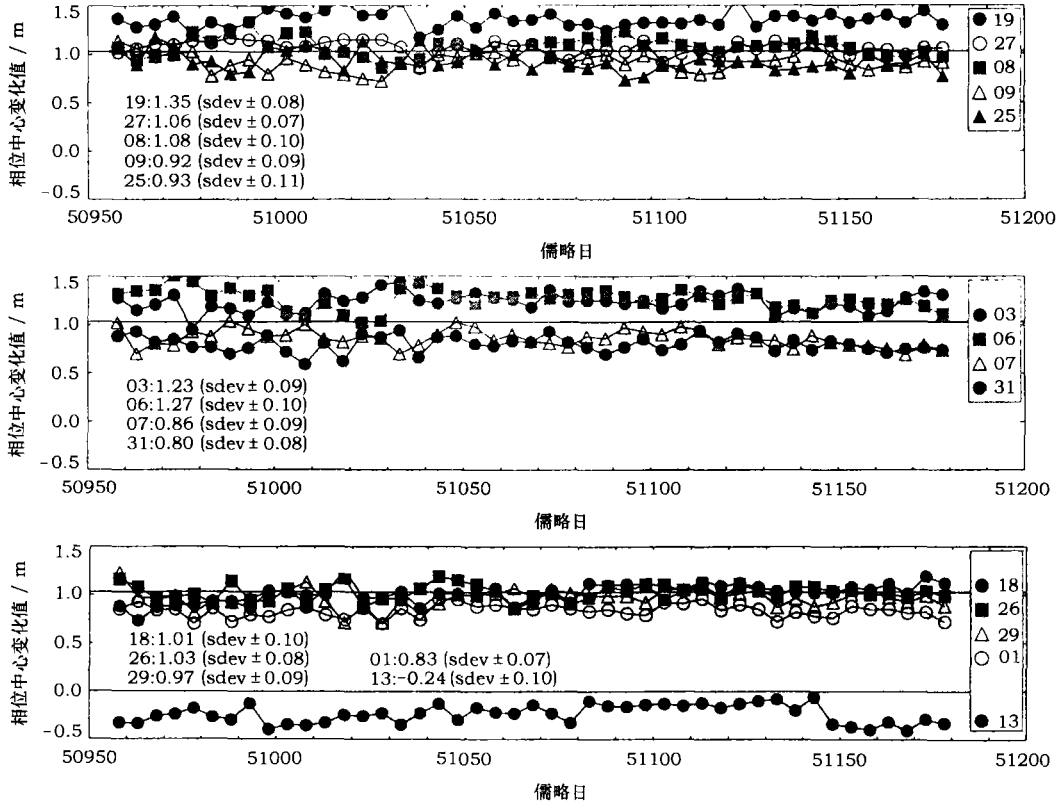 相位中心变化值 / m
1.5
1.0
0.5
0.0
-0.5
19:1.35 (sdev ± 0.08)
27:1.06 (sdev ± 0.07)
08:1.08 (sdev ± 0.10)
09:0.92 (sdev ± 0.09)
25:0.93 (sdev ± 0.11)
19
27
08
09
25
50950 51000 51050 51100 51150 51200
儒略日
相位中心变化值 / m
1.5
1.0
0.5
0.0
-0.5
03:1.23 (sdev ± 0.09)
06:1.27 (sdev ± 0.10)
07:0.86 (sdev ± 0.09)
31:0.80 (sdev ± 0.08)
03
06
07
31
50950 51000 51050 51100 51150 51200
儒略日
相位中心变化值 / m
1.5
1.0
0.5
0.0
-0.5
18:1.01 (sdev ± 0.10)
26:1.03 (sdev ± 0.08) 01:0.83 (sdev ± 0.07)
29:0.97 (sdev ± 0.09) 13:-0.24 (sdev ± 0.10)
18
26
29
01
13
50950 51000 51050 51100 51150 51200
儒略日